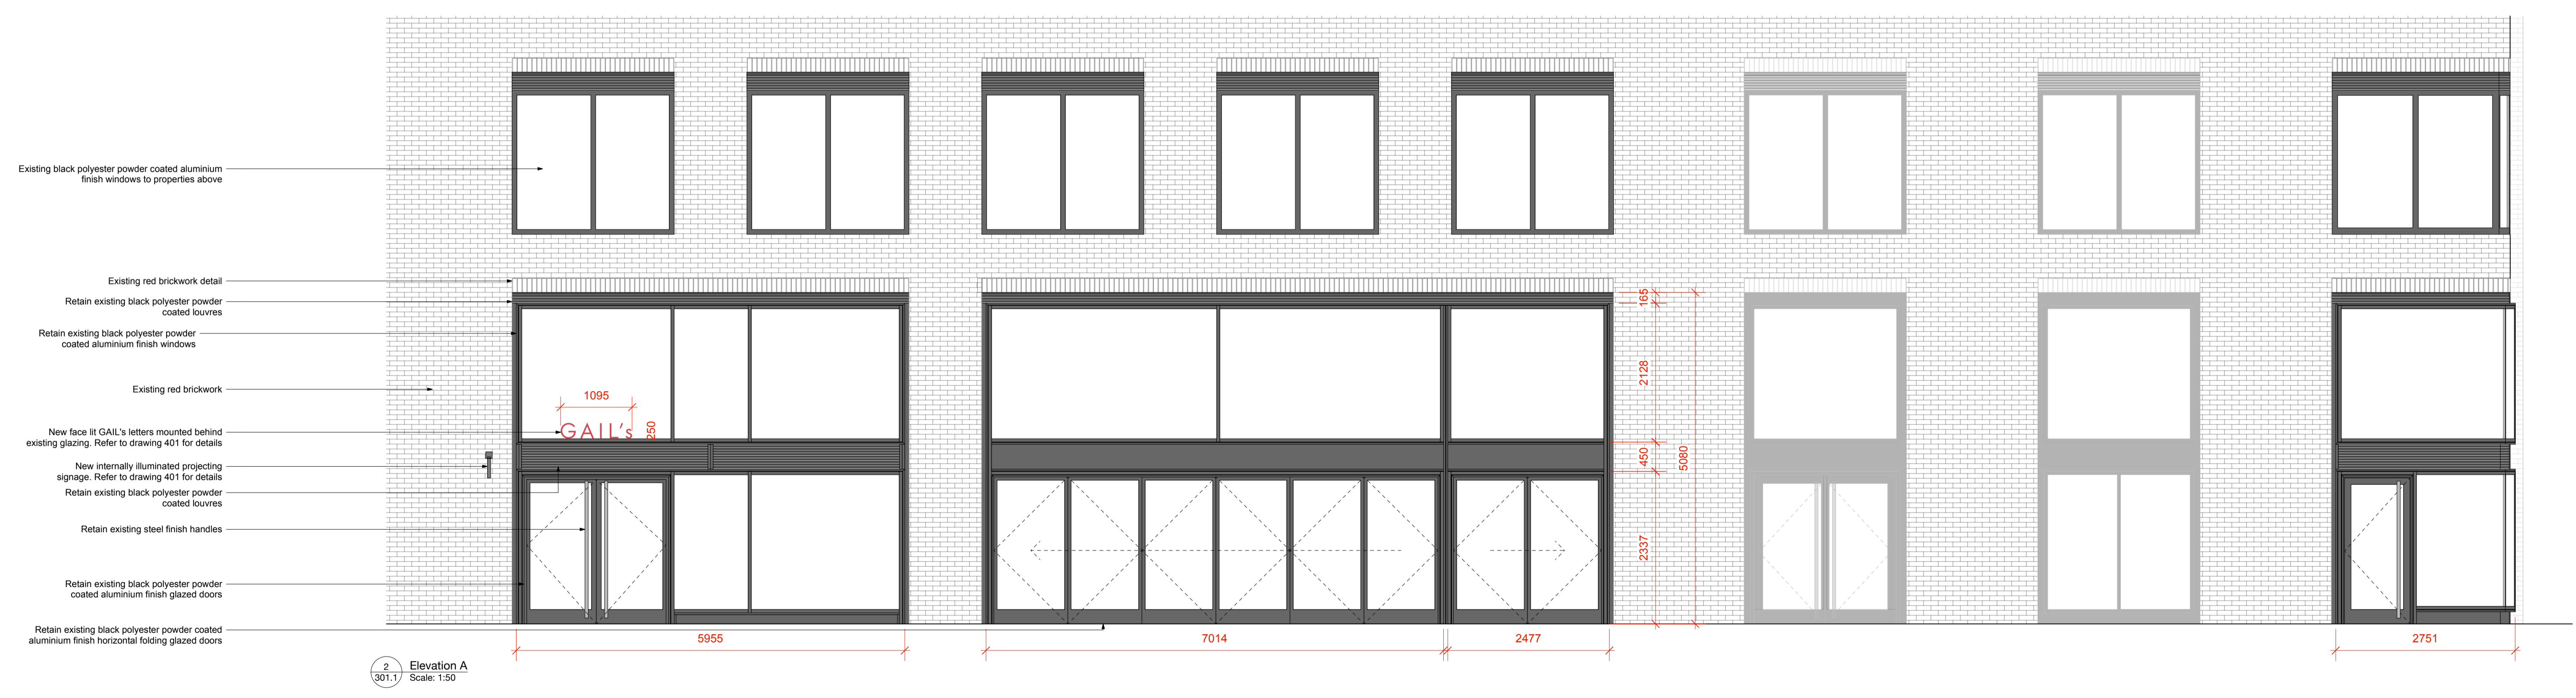 Existing black polyester powder coated aluminium
finish windows to properties above
Existing red brickwork detail
Retain existing black polyester powder
coated louvres
Retain existing black polyester powder
coated aluminium finish windows
Existing red brickwork
New face lit GAIL's letters mounted behind
existing glazing. Refer to drawing 401 for details
New internally illuminated projecting
signage. Refer to drawing 401 for details
Retain existing black polyester powder
coated louvres
Retain existing steel finish handles
Retain existing black polyester powder
coated aluminium finish glazed doors
Retain existing black polyester powder coated
aluminium finish horizontal folding glazed doors
1095
GAIL's
250
165
2128
450
5080
2337
5955
7014
2477
2751
2
301.1
Elevation A
Scale: 1:50